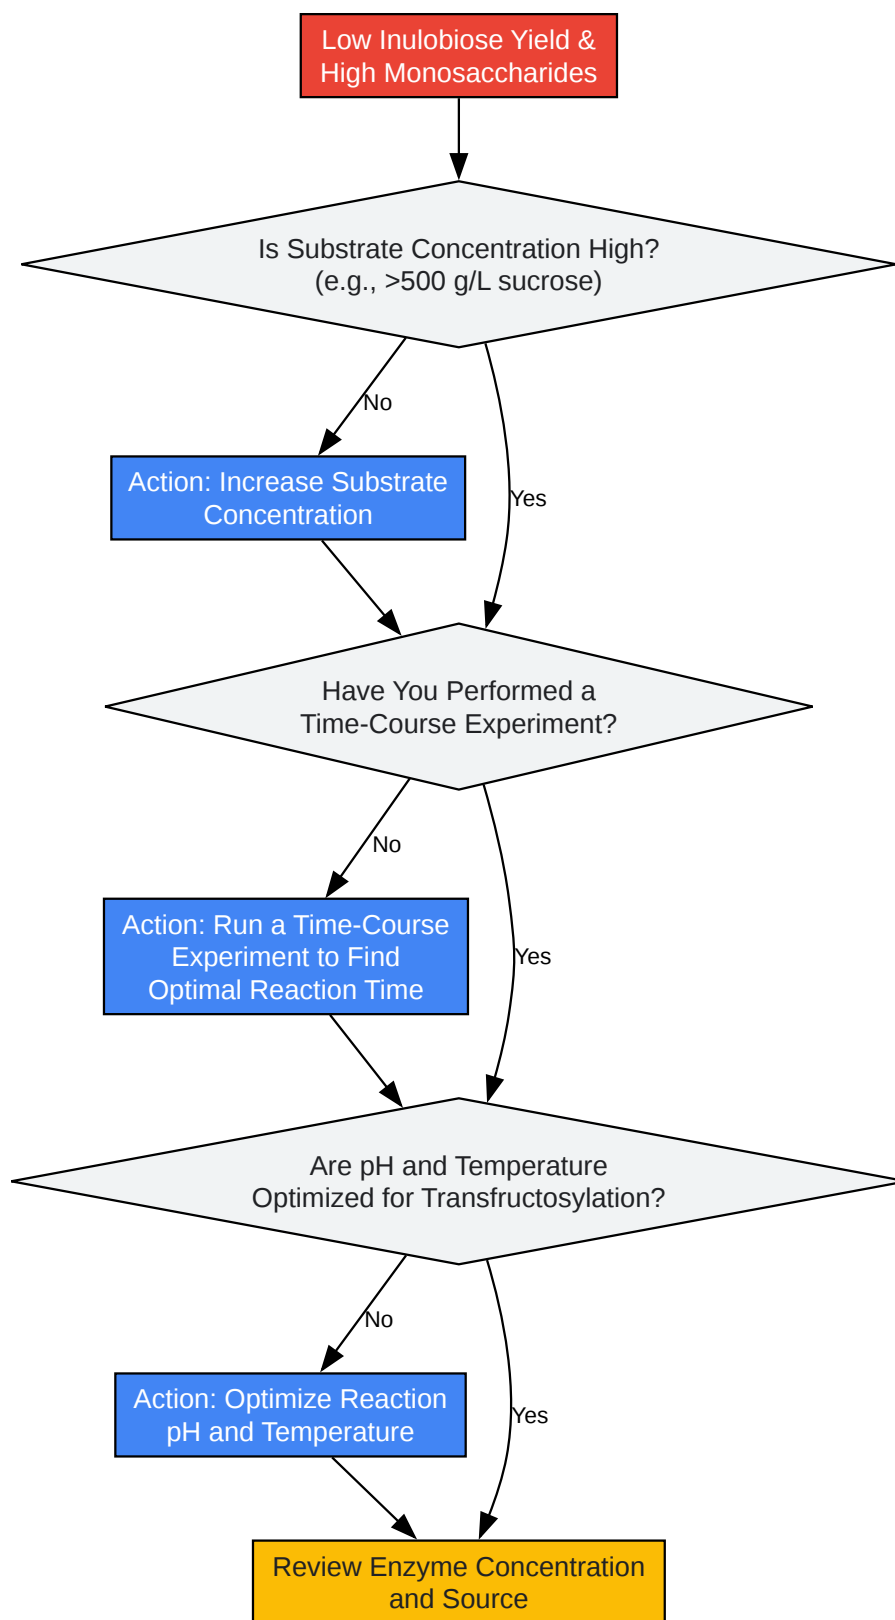 Low Inulobiose Yield &
High Monosaccharides
Is Substrate Concentration High?
(e.g., >500 g/L sucrose)
No
Action: Increase Substrate
Concentration
Yes
Have You Performed a
Time-Course Experiment?
No
Action: Run a Time-Course
Experiment to Find
Optimal Reaction Time
Yes
Are pH and Temperature
Optimized for Transfructosylation?
No
Action: Optimize Reaction
pH and Temperature
Yes
Review Enzyme Concentration
and Source